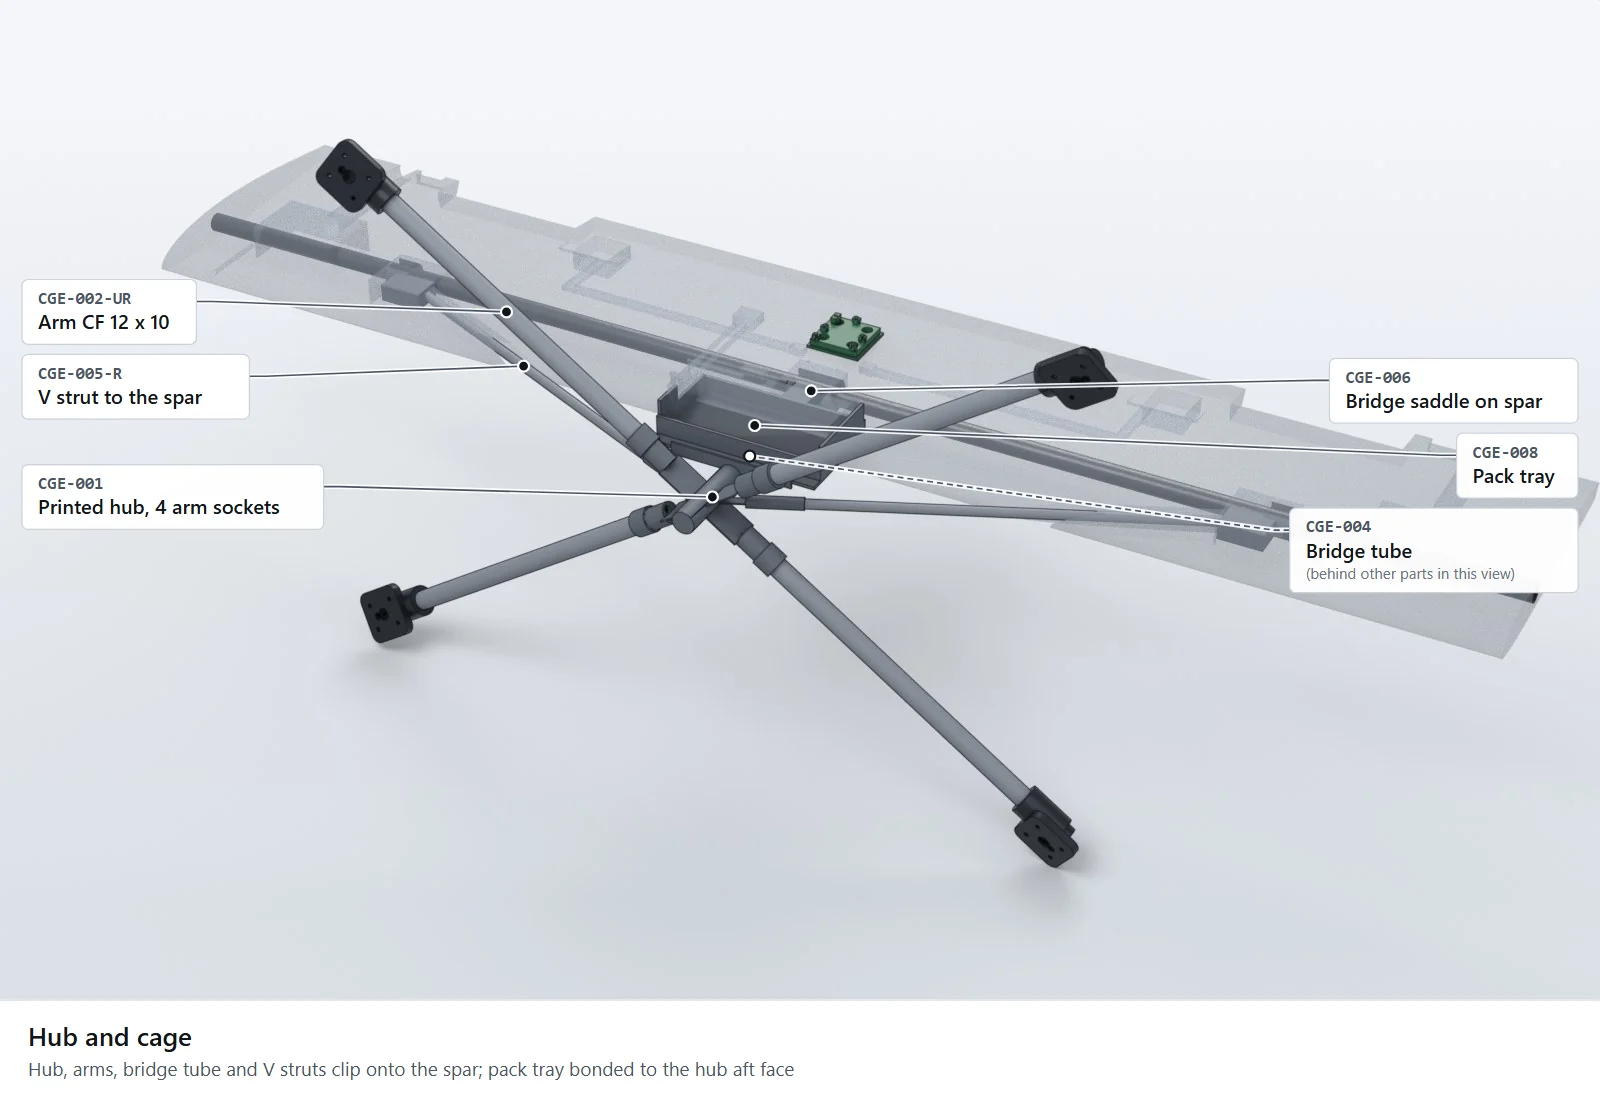 CGE-002-UR
Arm CF 12 x 10
CGE-005-R
V strut to the spar
CGE-001
Printed hub, 4 arm sockets
CGE-006
Bridge saddle on spar
CGE-008
Pack tray
CGE-004
Bridge tube
(behind other parts in this view)
Hub and cage
Hub, arms, bridge tube and V struts clip onto the spar; pack tray bonded to the hub aft face